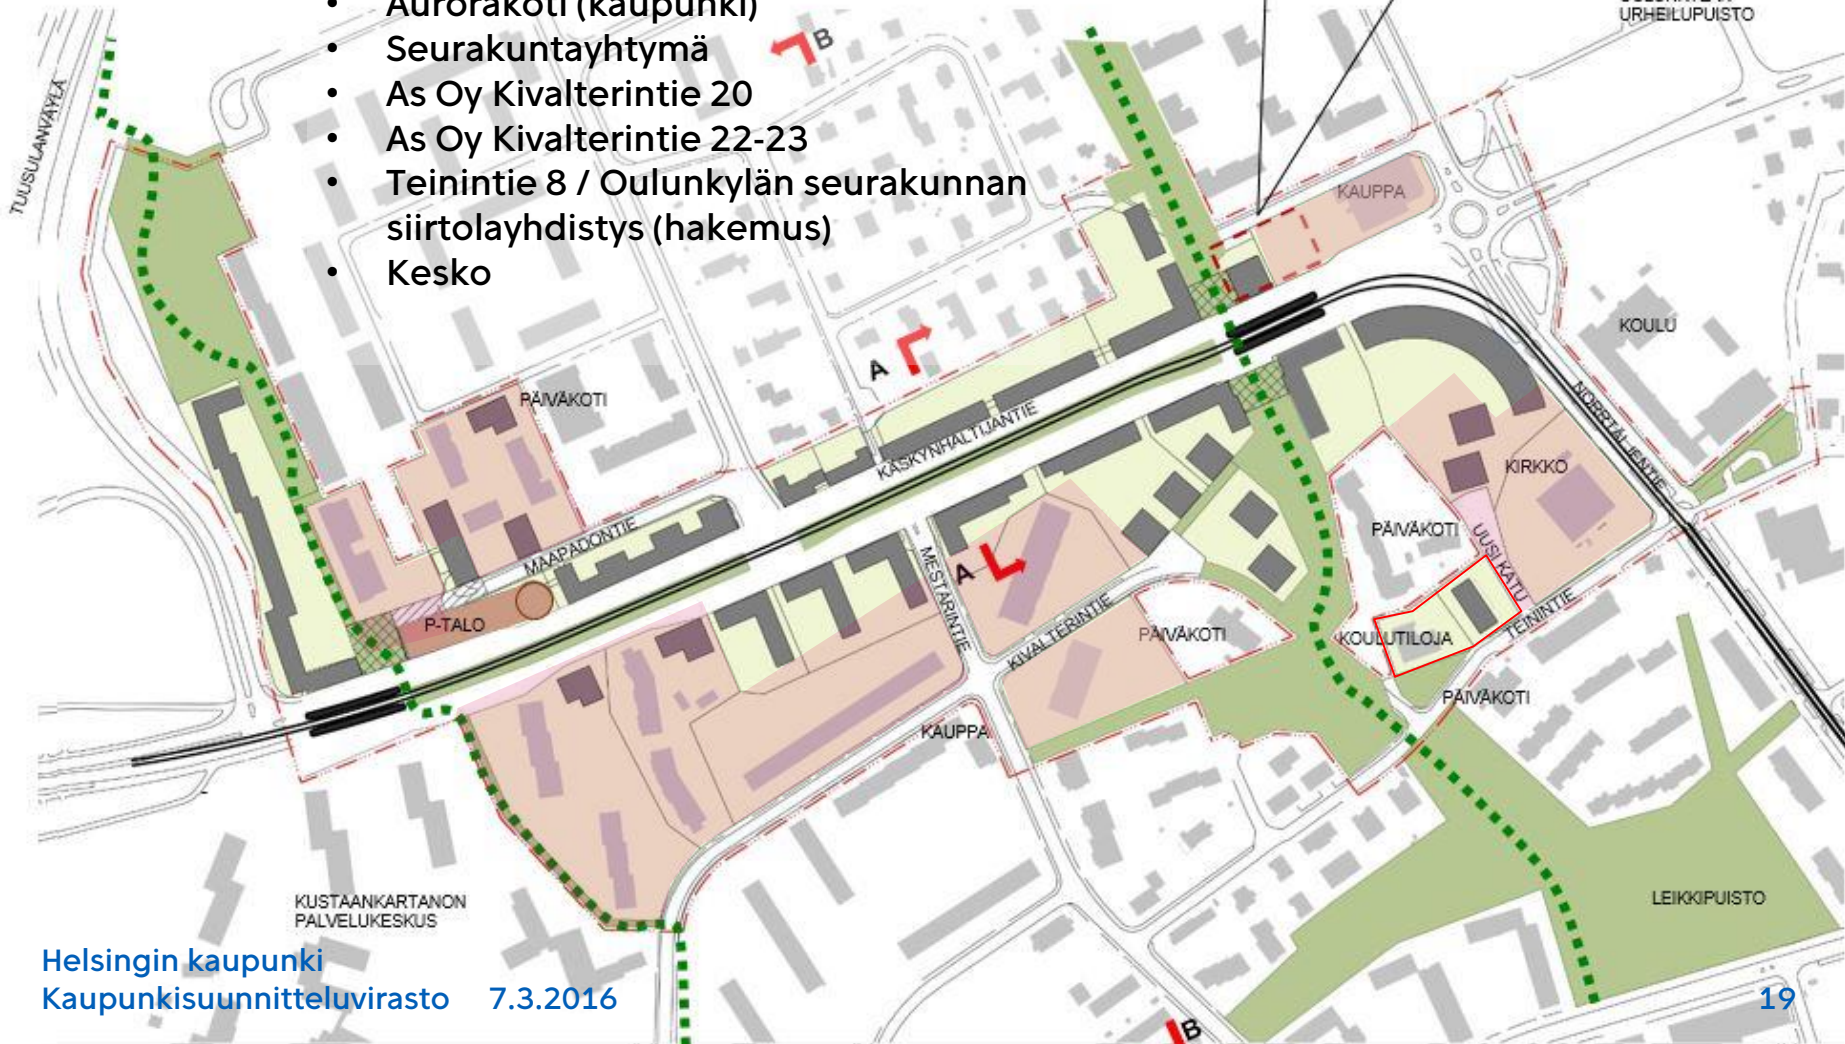 • Aurorakoti (kaupunki)
• Seurakuntayhtymä
• As Oy Kivalterintie 20
• As Oy Kivalterintie 22-23
• Teinintie 8 / Oulunkylän seurakunnan
siirtolayhdistys (hakemus)
• Kesko
URHEILUPUISTO
TUUSULANVÄYLÄ
B
KAUPPA
KOULU
A
PÄIVÄKOTI
KÄSKYNHALTIJANTIE
NORRTÄLJENTIE
KIRKKO
MAAPADONTIE
PÄIVÄKOTI
UUSI KATU
A
MESTARINTIE
P-TALO
KIVALTERINTIE
PÄIVÄKOTI
KOULUTILOJA
TEININTIE
PÄIVÄKOTI
KAUPPA
KUSTAANKARTANON
PALVELUKESKUS
LEIKKIPUISTO
Helsingin kaupunki
Kaupunkisuunnitteluvirasto 7.3.2016
19
B